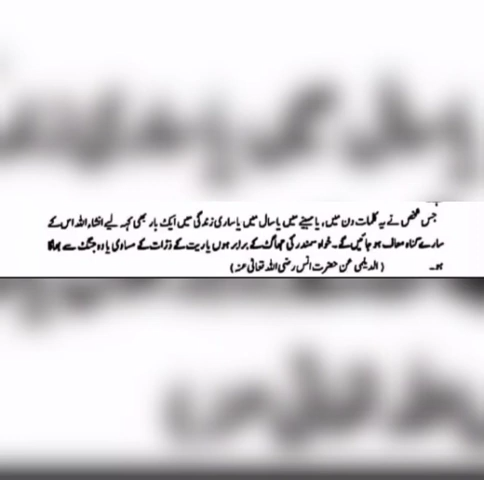 جس شخص نے یہ کلمات دن میں، یا مہینے میں یا سال میں یا ساری زندگی میں ایک بار بھی کہہ لیے انشاء اللہ اس کے
سارے گناہ معاف ہو جائیں گے۔ خواہ سمندر کی جھاگ کے برابر ہوں یا ریت کے ذرات کے مساوی یا وہ جنگ سے بھاگا
ہو۔ (الدیلمی عن حضرت انس رضی اللہ تعالیٰ عنہ)